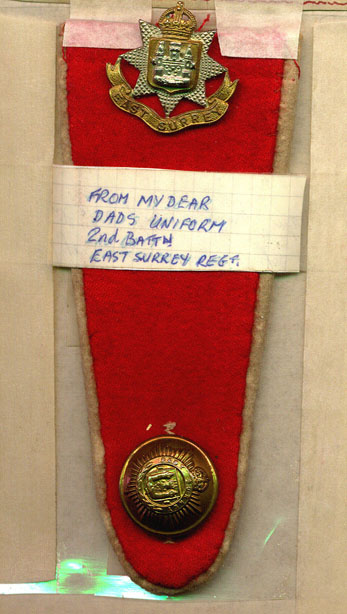 EAST SURREY
FROM MY DEAR
DADS UNIFORM
2nd BATTN
EAST SURREY REGT.